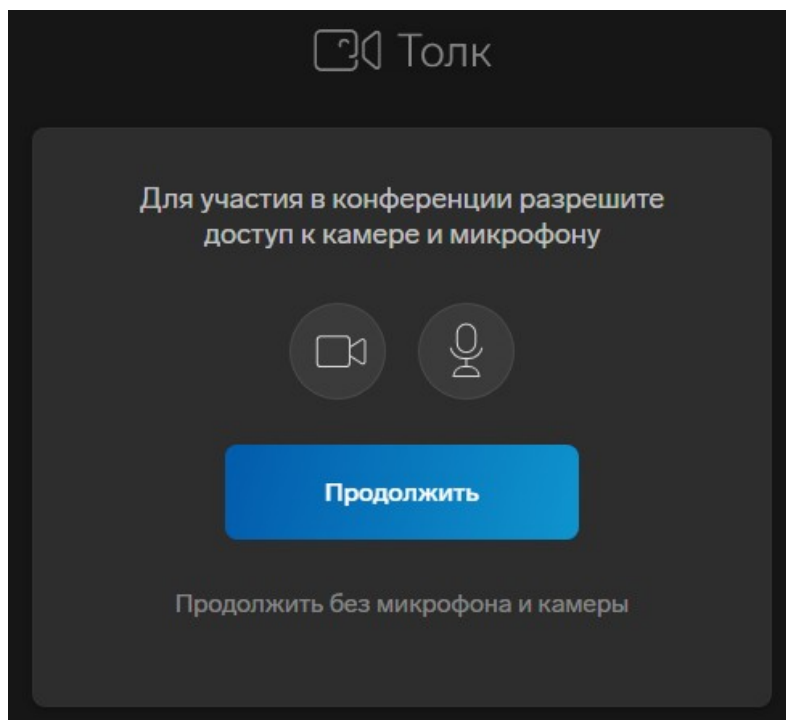 Толк
Для участия в конференции разрешите
доступ к камере и микрофону
Продолжить
Продолжить без микрофона и камеры